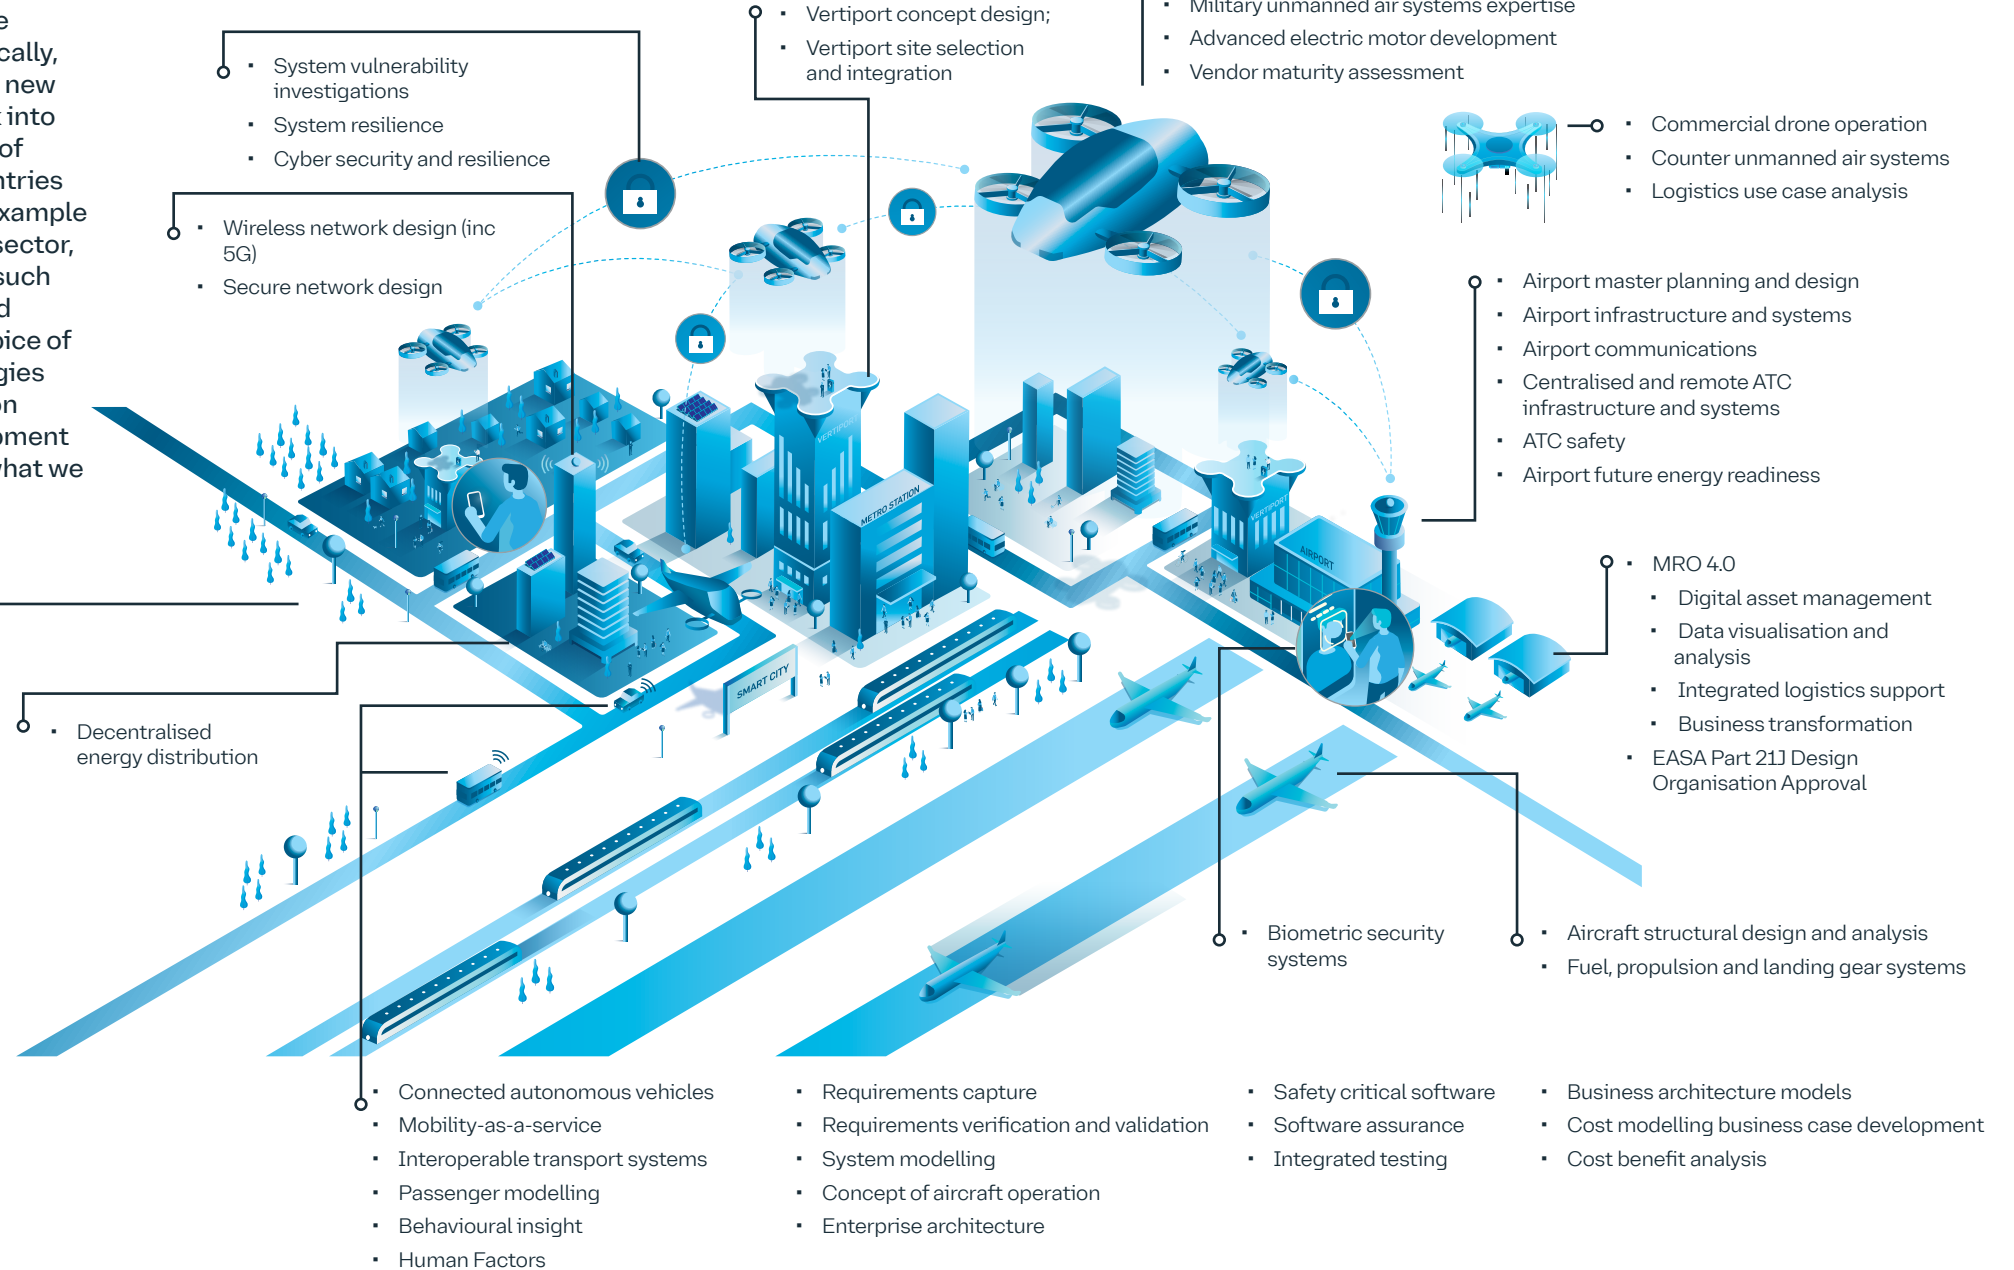 e
ically,
new
into
of
ntries
xample
sector,
such
d
oice of
gies
on
pment
what we
System vulnerability
investigations
System resilience
Cyber security and resilience
Wireless network design (inc
5G)
Secure network design
Vertiport concept design;
Vertiport site selection
and integration
Military unmanned air systems expertise
Advanced electric motor development
Vendor maturity assessment
Commercial drone operation
Counter unmanned air systems
Logistics use case analysis
Airport master planning and design
Airport infrastructure and systems
Airport communications
Centralised and remote ATC
infrastructure and systems
ATC safety
Airport future energy readiness
VERTIPORT
METRO STATION
VERTIPORT
AIRPORT
SMART CITY
MRO 4.0
Digital asset management
Data visualisation and
analysis
Integrated logistics support
Business transformation
EASA Part 21J Design
Organisation Approval
Decentralised
energy distribution
Biometric security
systems
Aircraft structural design and analysis
Fuel, propulsion and landing gear systems
Connected autonomous vehicles
Mobility-as-a-service
Interoperable transport systems
Passenger modelling
Behavioural insight
Human Factors
Requirements capture
Requirements verification and validation
System modelling
Concept of aircraft operation
Enterprise architecture
Safety critical software
Software assurance
Integrated testing
Business architecture models
Cost modelling business case development
Cost benefit analysis